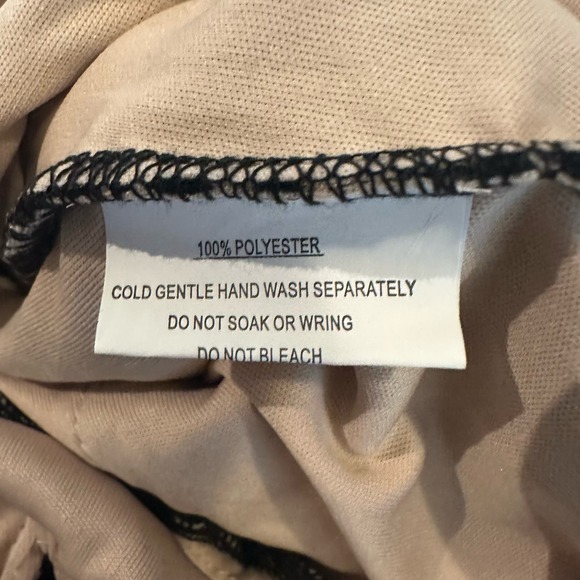 100% POLYESTER
COLD GENTLE HAND WASH SEPARATELY
DO NOT SOAK OR WRING
DO NOT BLEACH